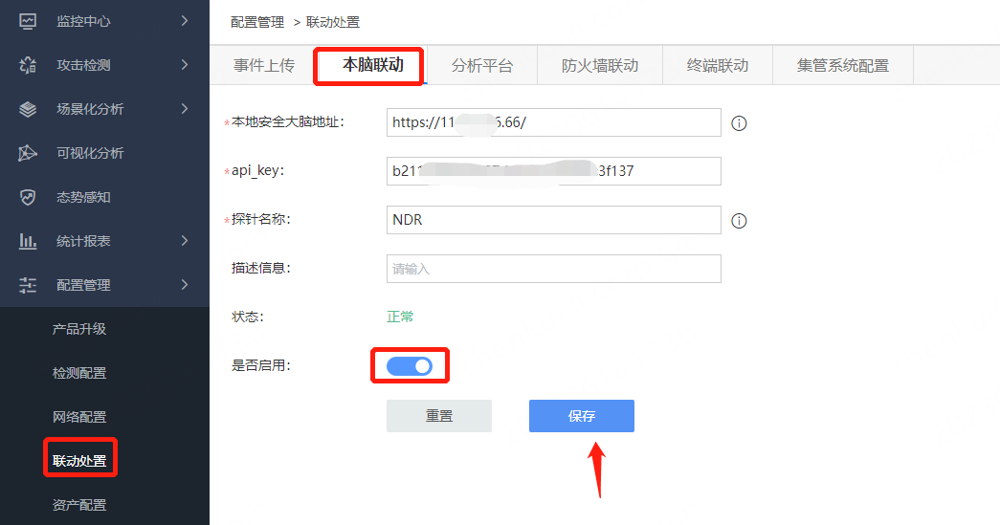 监控中心
攻击检测
场景化分析
可视化分析
态势感知
统计报表
配置管理
产品升级
检测配置
网络配置
联动处置
资产配置
配置管理 > 联动处置
事件上传 本脑联动 分析平台 防火墙联动 终端联动 集管系统配置
*本地安全大脑地址： https://11 6.66/
*api_key: b211 3f137
*探针名称： NDR
描述信息： 请输入
状态： 正常
是否启用：
重置 保存